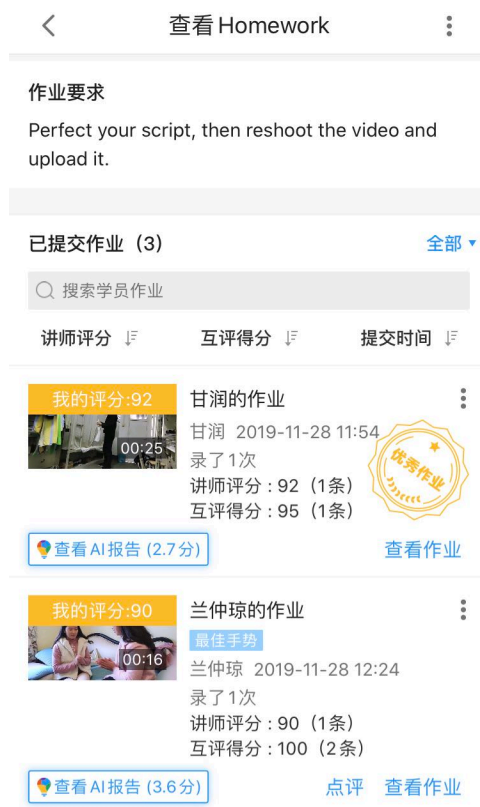 查看Homework
作业要求
Perfect your script, then reshoot the video and
upload it.
已提交作业（3）
全部
搜索学员作业
讲师评分 互评得分 提交时间
我的评分:92
00:25
甘润的作业
甘润 2019-11-28 11:54
录了1次
讲师评分：92（1条）
互评得分：95（1条）
优秀作业
查看AI报告 (2.7分)
查看作业
我的评分:90
00:16
兰仲琼的作业
最佳手势
兰仲琼 2019-11-28 12:24
录了1次
讲师评分：90（1条）
互评得分：100（2条）
查看AI报告 (3.6分)
点评 查看作业